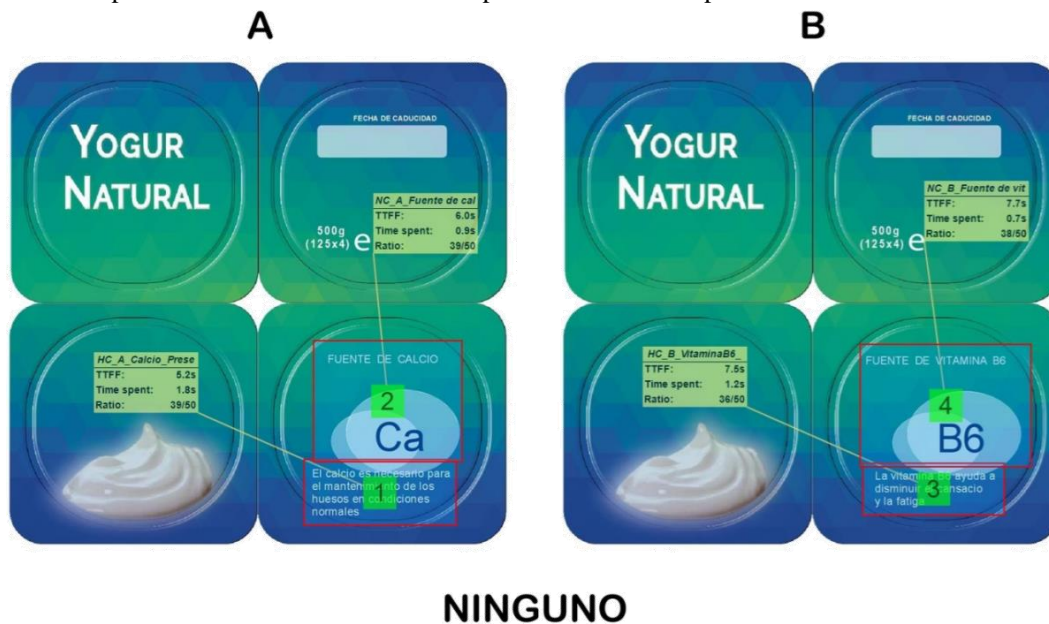 A
B
YOGUR
NATURAL
FECHA DE CADUCIDAD
NC_A_Fuente de cal
TTFF: 6.0s
Time spent: 0.9s
Ratio: 39/50
500g
(125x4) e
HC_A_Calcio_Prese
TTFF: 5.2s
Time spent: 1.8s
Ratio: 39/50
FUENTE DE CALCIO
2
Ca
El calcio es necesario para
el mantenimiento de los
huesos en condiciones
normales
1
YOGUR
NATURAL
FECHA DE CADUCIDAD
NC_B_Fuente de vit
TTFF: 7.7s
Time spent: 0.7s
Ratio: 38/50
500g
(125x4) e
HC_B_VitaminaB6_
TTFF: 7.5s
Time spent: 1.2s
Ratio: 36/50
FUENTE DE VITAMINA B6
4
B6
La vitamina B6 ayuda a
disminuir cansacio
y la fatiga
3
NINGUNO